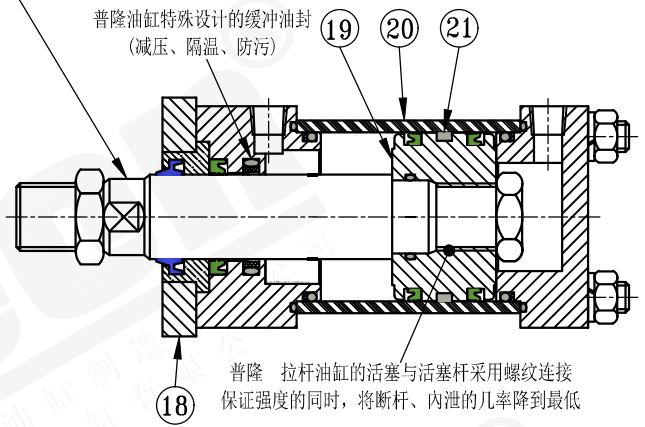 普隆油缸特殊设计的缓冲油封
(减压、隔温、防污)
19
20
21
18
普隆 拉杆油缸的活塞与活塞杆采用螺纹连接
保证强度的同时，将断杆、內泄的几率降到最低